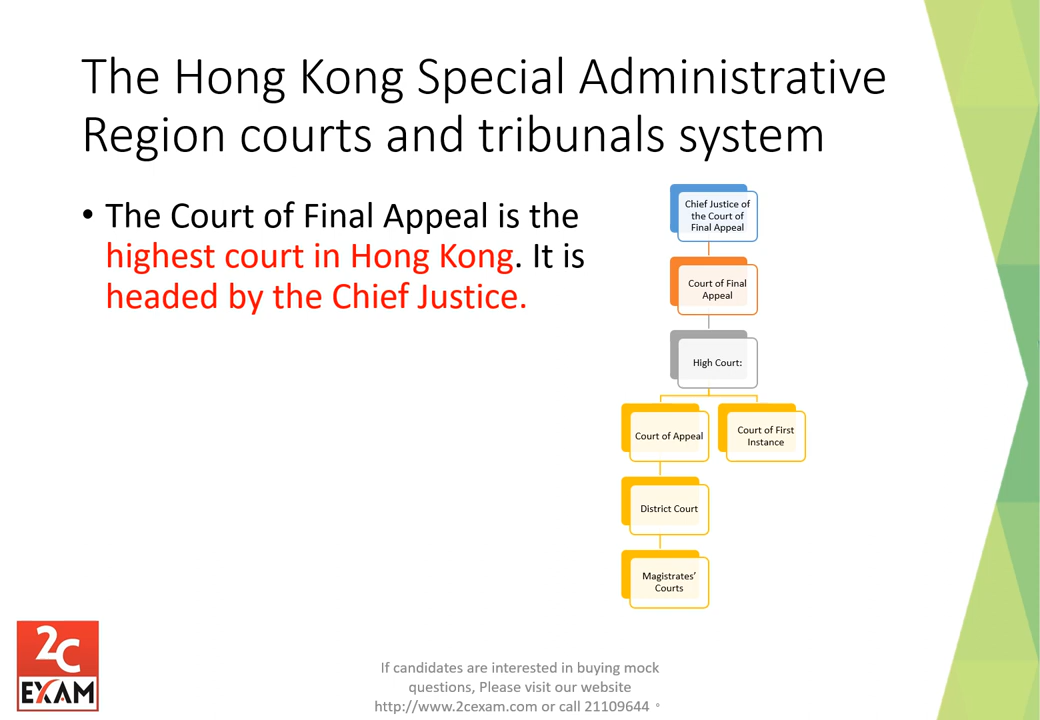 The Hong Kong Special Administrative
Region courts and tribunals system
• The Court of Final Appeal is the
highest court in Hong Kong. It is
headed by the Chief Justice.
Chief Justice of
the Court of
Final Appeal
Court of Final
Appeal
High Court:
Court of Appeal
Court of First
Instance
District Court
Magistrates’
Courts
2C
EXAM
If candidates are interested in buying mock
questions, Please visit our website
http://www.2cexam.com or call 21109644 。